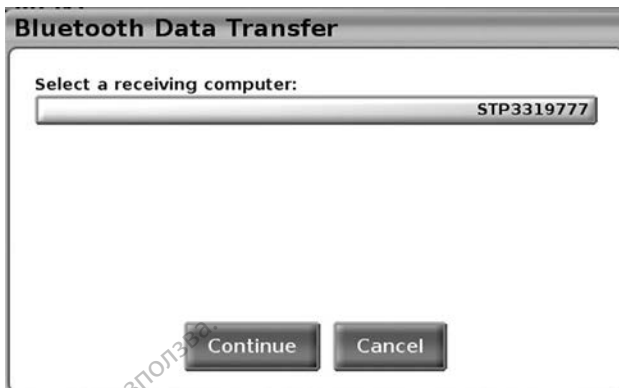 Bluetooth Data Transfer
Select a receiving computer:
STP3319777
Continue
Cancel